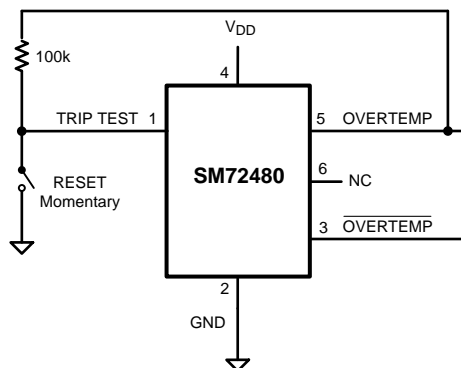 VDD
100k
4
TRIP TEST 1
5 OVERTEMP
RESET
Momentary
SM72480
6
NC
3 OVERTEMP
2
GND